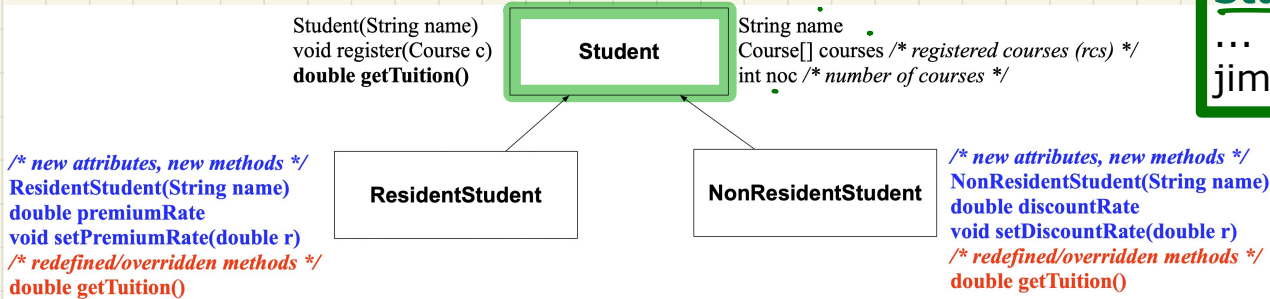 Student(String name)
void register(Course c)
double getTuition()
Student
String name
Course[] courses /* registered courses (rcs) */
int noc /* number of courses */
...
jim
/* new attributes, new methods */
ResidentStudent(String name)
double premiumRate
void setPremiumRate(double r)
/* redefined/overridden methods */
double getTuition()
ResidentStudent
NonResidentStudent
/* new attributes, new methods */
NonResidentStudent(String name)
double discountRate
void setDiscountRate(double r)
/* redefined/overridden methods */
double getTuition()